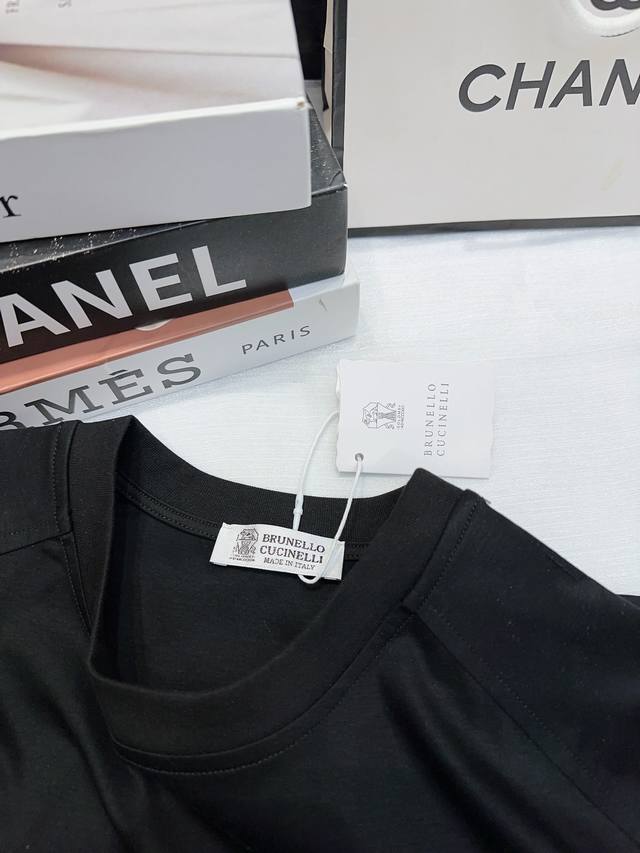 CHAN
r
ANEL
RMÈS
PARIS
BRUNELLO
CUCINELLI
BRUNELLO
CUCINELLI
MADE IN ITALY